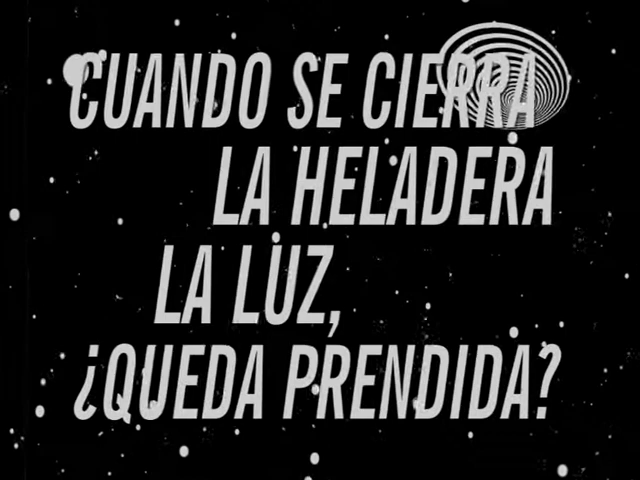 CUANDO SE CIERRA
LA HELADERA
LA LUZ,
¿QUEDA PRENDIDA?